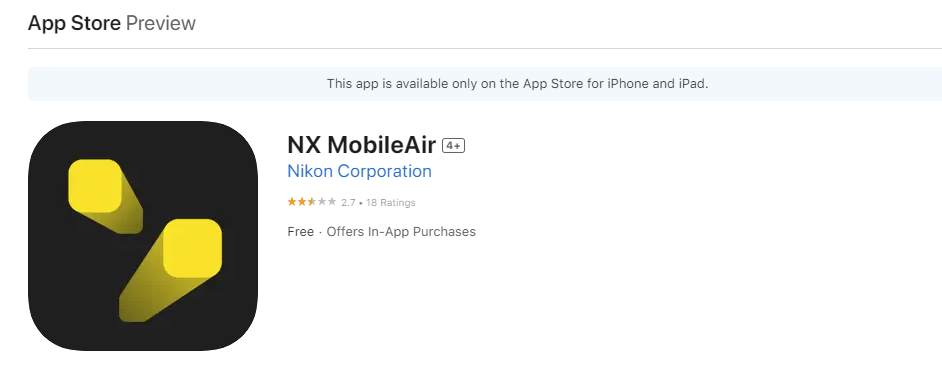 App Store Preview
This app is available only on the App Store for iPhone and iPad.
NX MobileAir 4+
Nikon Corporation
2.7 • 18 Ratings
Free · Offers In-App Purchases